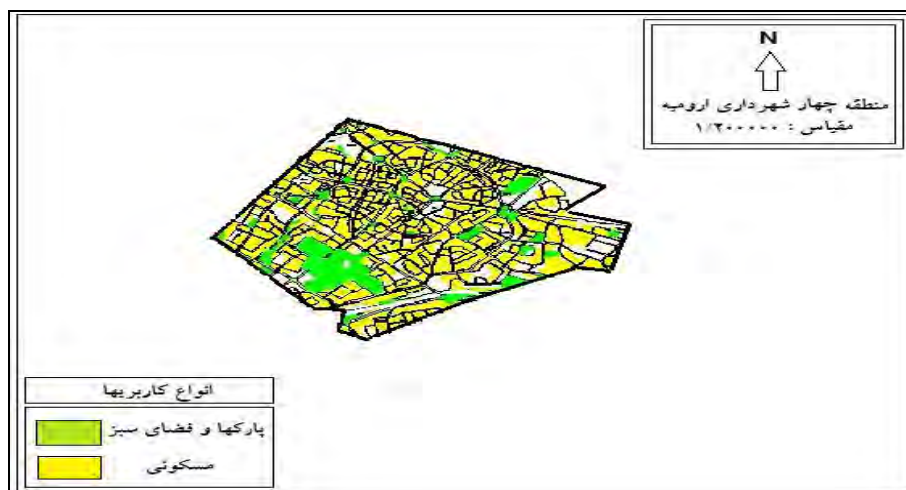 N
منطقه چهار شهرداری ارومیه
مقیاس : ۱/۲۰۰۰۰۰
انواع کاربریها
پارکها و فضای سبز
مسکونی